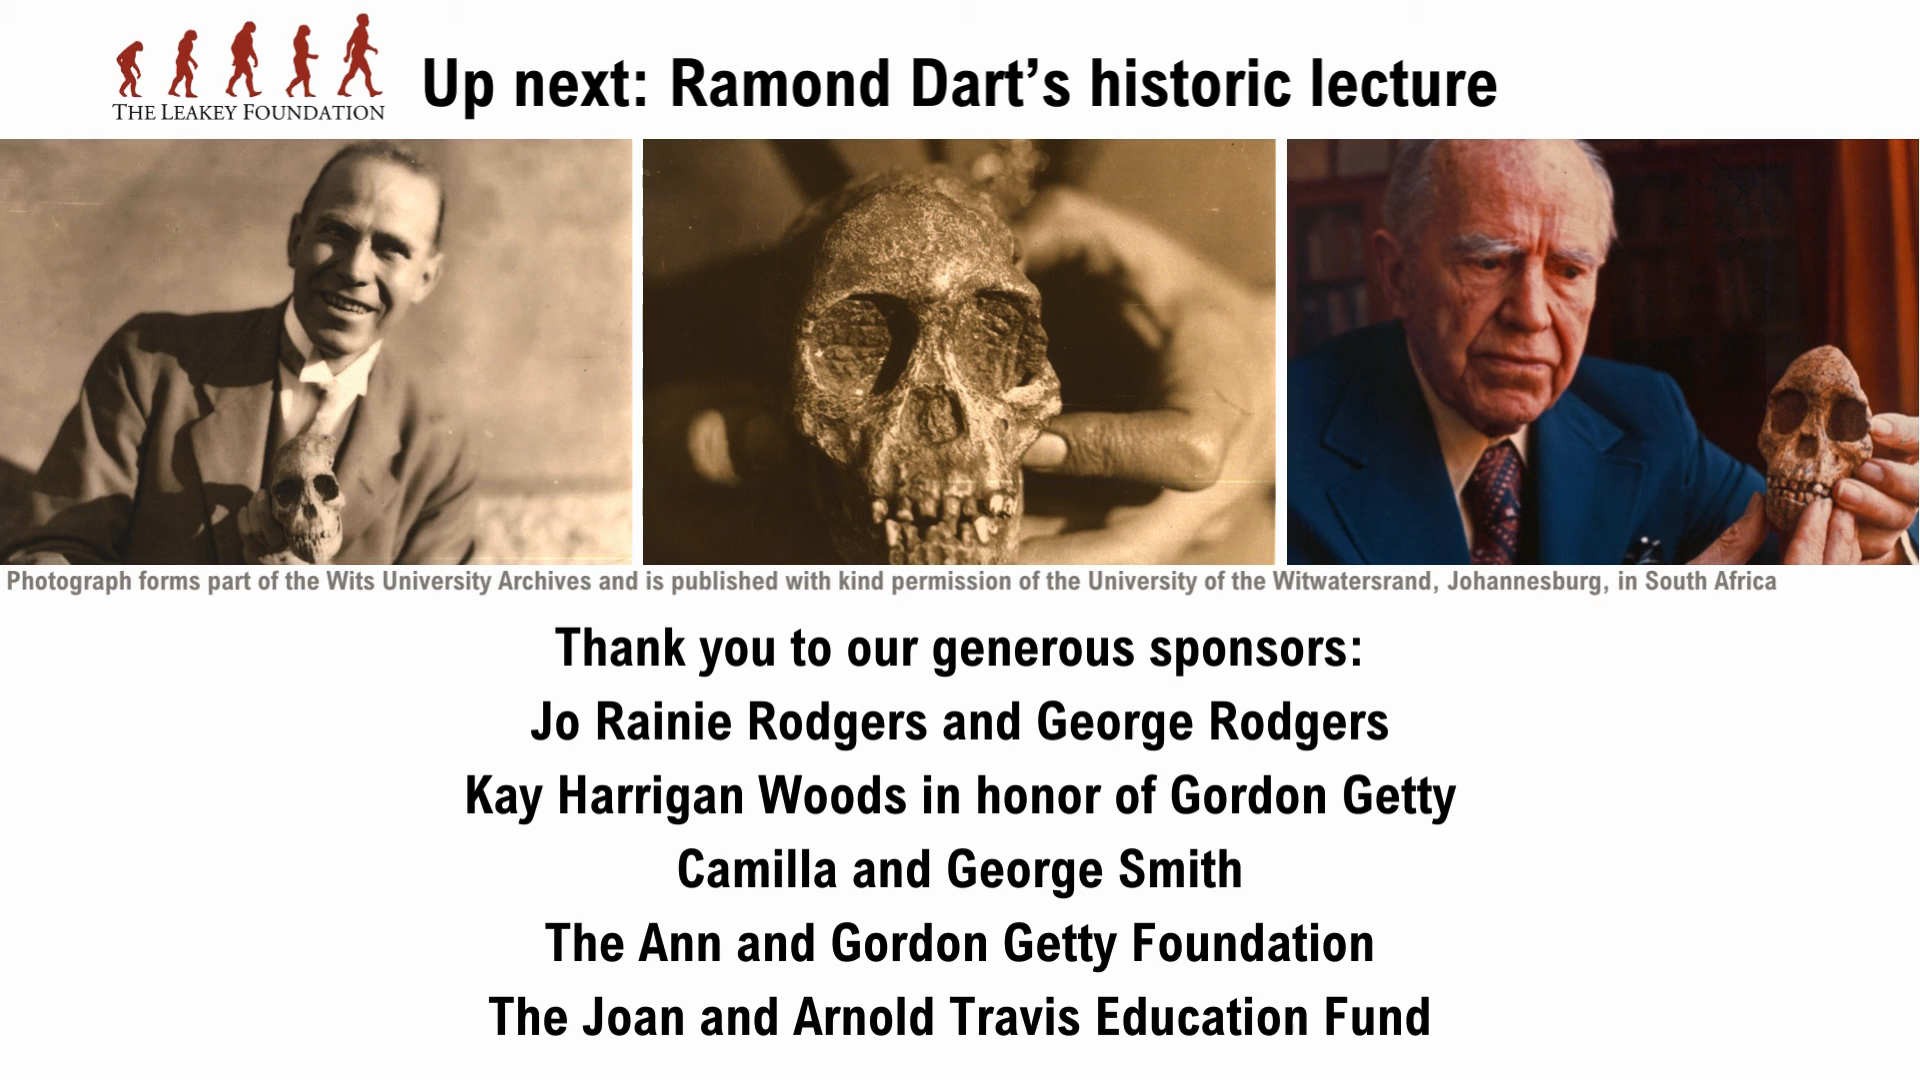 THE LEAKEY FOUNDATION
Up next: Ramond Dart’s historic lecture
Photograph forms part of the Wits University Archives and is published with kind permission of the University of the Witwatersrand, Johannesburg, in South Africa
Thank you to our generous sponsors:
Jo Rainie Rodgers and George Rodgers
Kay Harrigan Woods in honor of Gordon Getty
Camilla and George Smith
The Ann and Gordon Getty Foundation
The Joan and Arnold Travis Education Fund